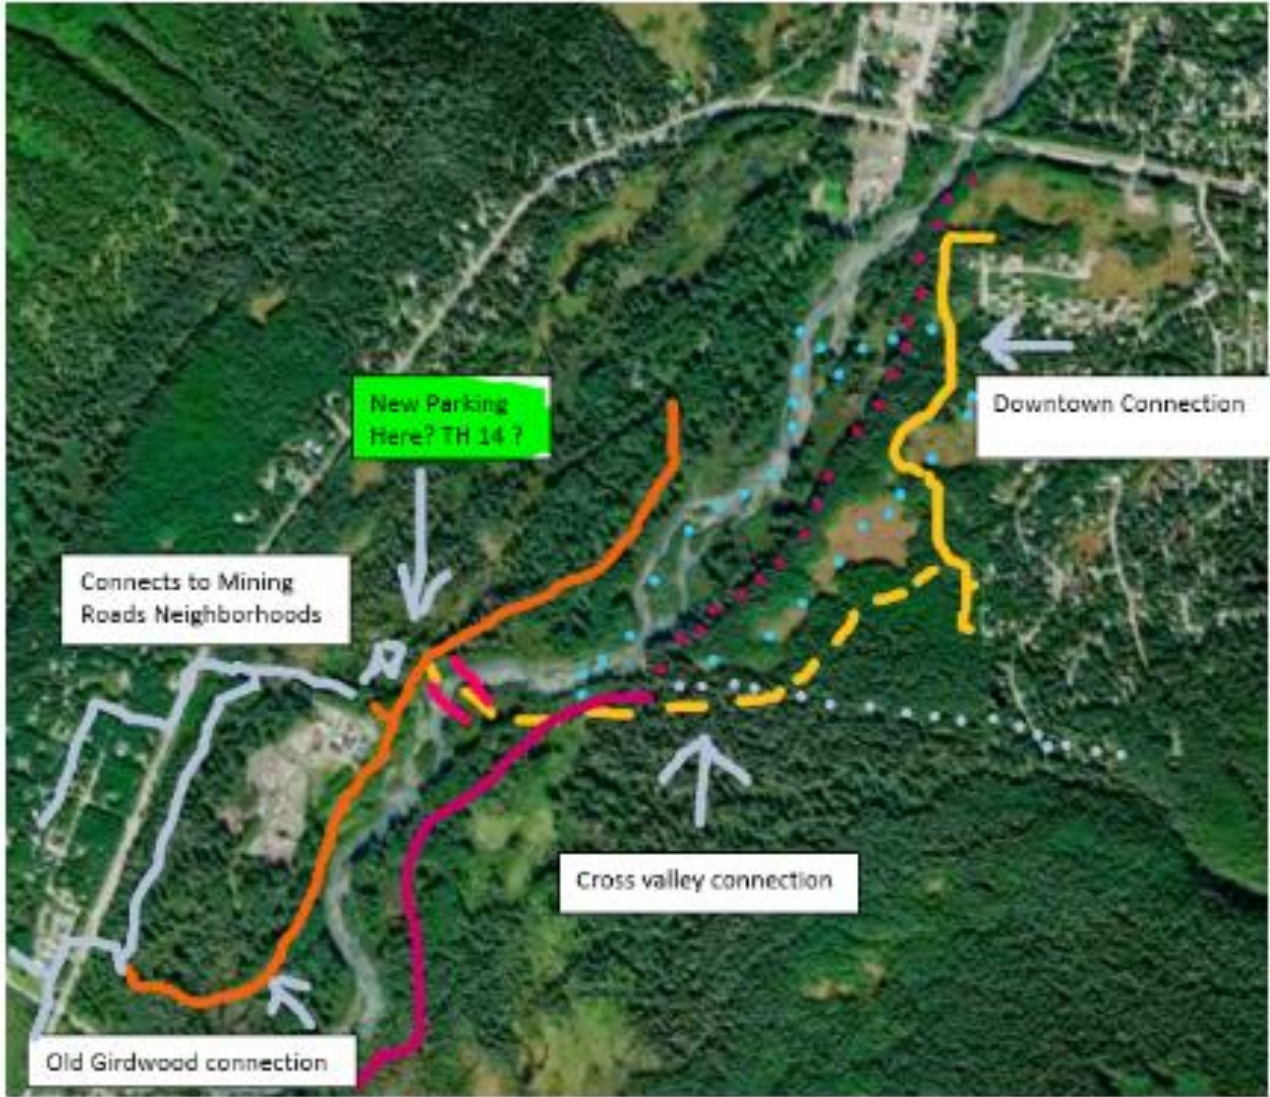 New Parking
Here? TH 14 ?
Downtown Connection
Connects to Mining
Roads Neighborhoods
Cross valley connection
Old Girdwood connection